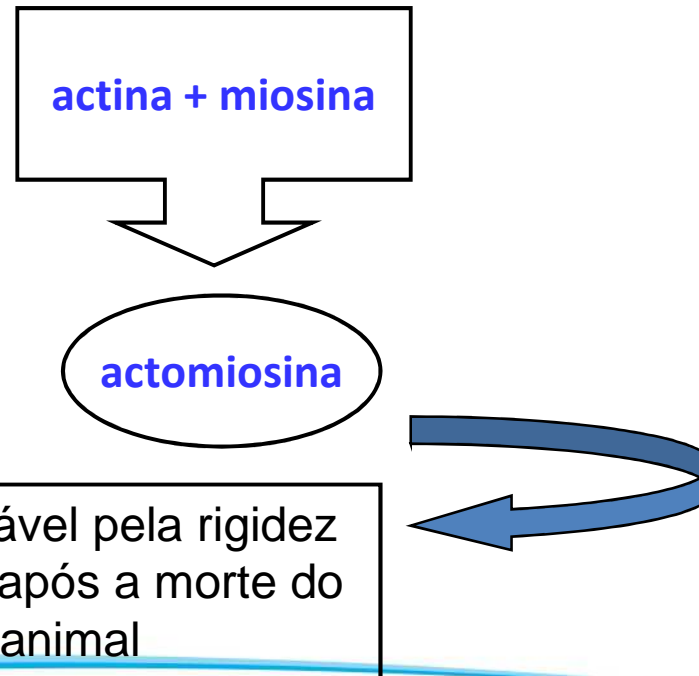 actina + miosina
actomiosina
ável pela rigidez
após a morte do
animal